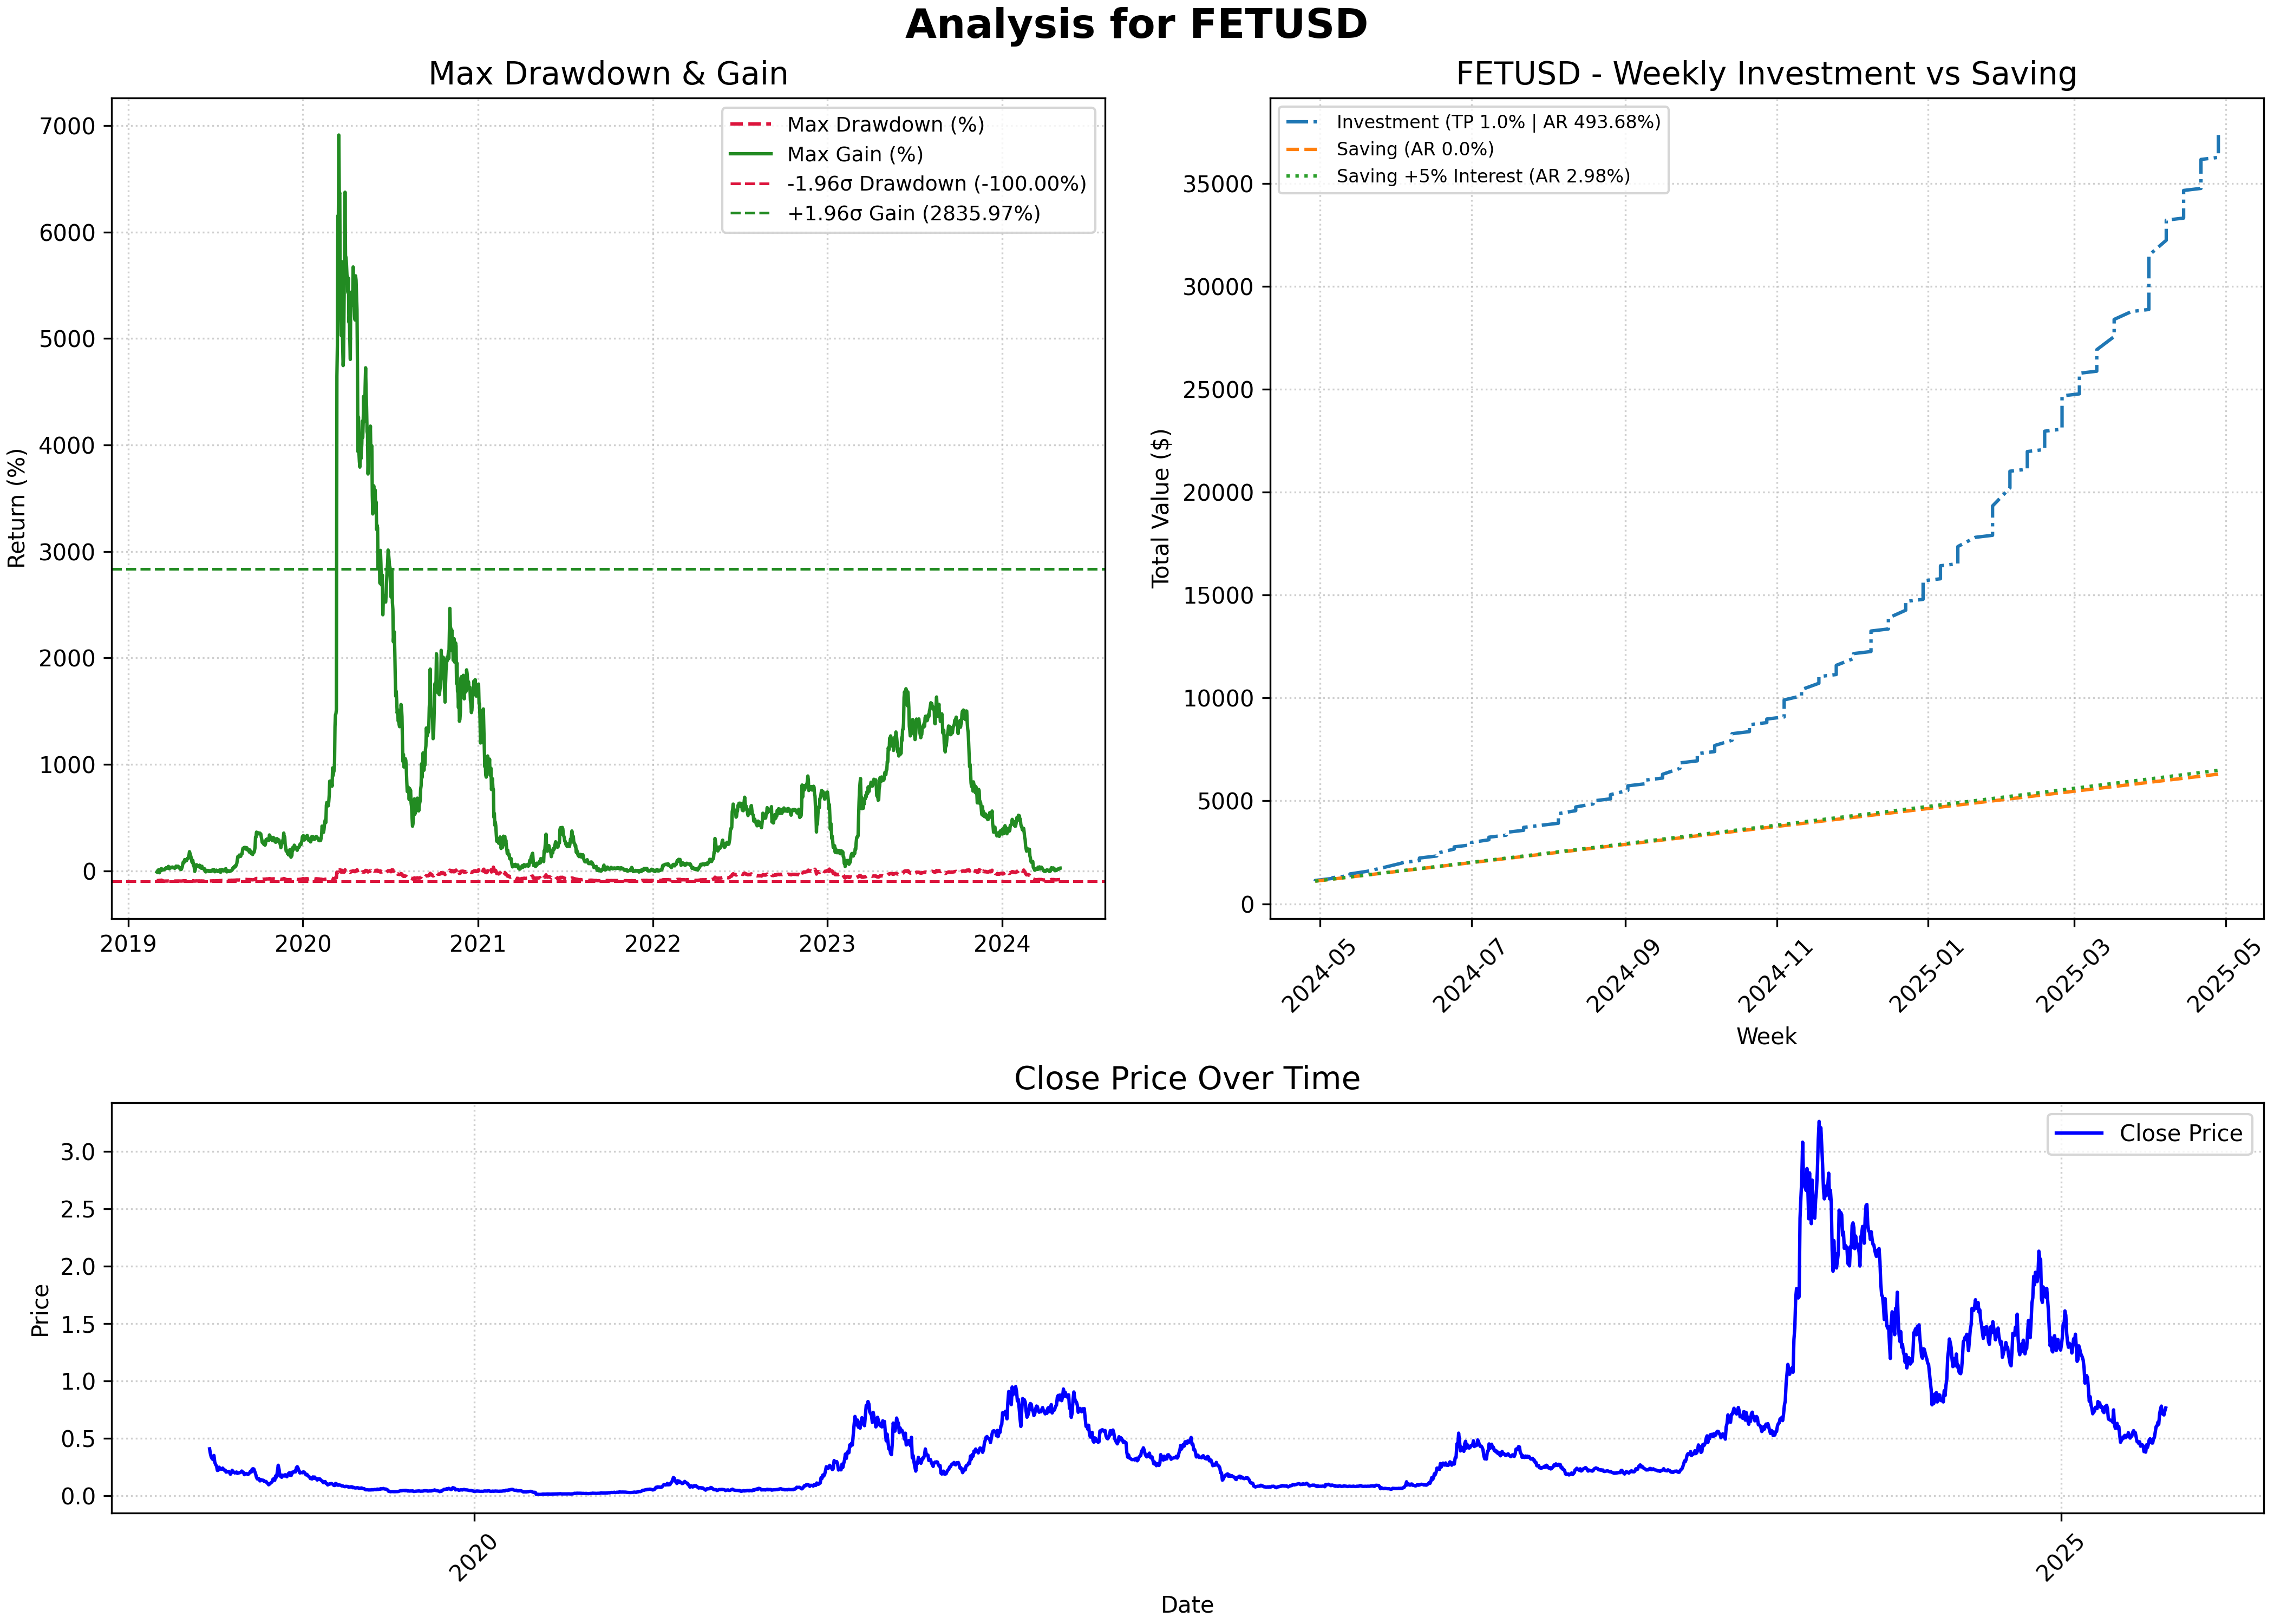 Analysis for FETUSD
Max Drawdown & Gain
Return (%)
7000
6000
5000
4000
3000
2000
1000
0
Max Drawdown (%)
Max Gain (%)
-1.96σ Drawdown (-100.00%)
+1.96σ Gain (2835.97%)
2019 2020 2021 2022 2023 2024
FETUSD - Weekly Investment vs Saving
Total Value ($)
35000
30000
25000
20000
15000
10000
5000
0
Investment (TP 1.0% | AR 493.68%)
Saving (AR 0.0%)
Saving +5% Interest (AR 2.98%)
2024-05 2024-07 2024-09 2024-11 2025-01 2025-03 2025-05
Week
Close Price Over Time
Price
3.0
2.5
2.0
1.5
1.0
0.5
0.0
Close Price
2020 2025
Date